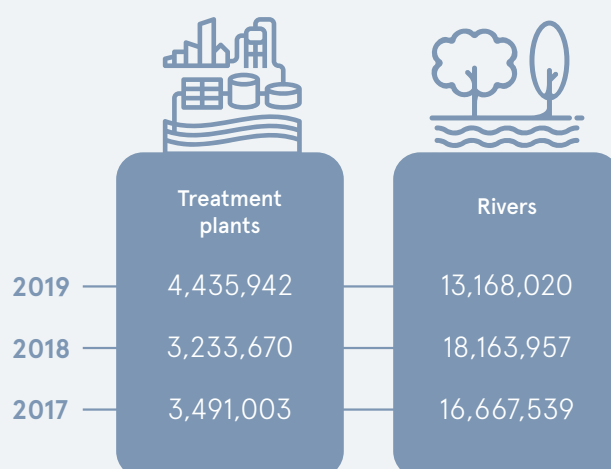 Treatment
plants
Rivers
2019 4,435,942 13,168,020
2018 3,233,670 18,163,957
2017 3,491,003 16,667,539